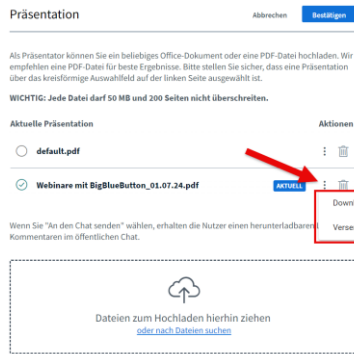 Präsentation Abbrechen Bestätigen
Als Präsentator können Sie ein beliebiges Office-Dokument oder eine PDF-Datei hochladen. Wir
empfehlen eine PDF-Datei für beste Ergebnisse. Bitte stellen Sie sicher, dass eine Präsentation
über das kreisförmige Auswahlfeld auf der linken Seite ausgewählt ist.
WICHTIG: Jede Datei darf 50 MB und 200 Seiten nicht überschreiten.
Aktuelle Präsentation Aktionen
default.pdf
Webinare mit BigBlueButton_01.07.24.pdf AKTUELL
Down
Verse
Wenn Sie "An den Chat senden" wählen, erhalten die Nutzer einen herunterladbaren
Kommentaren im öffentlichen Chat.
Dateien zum Hochladen hierhin ziehen
oder nach Dateien suchen